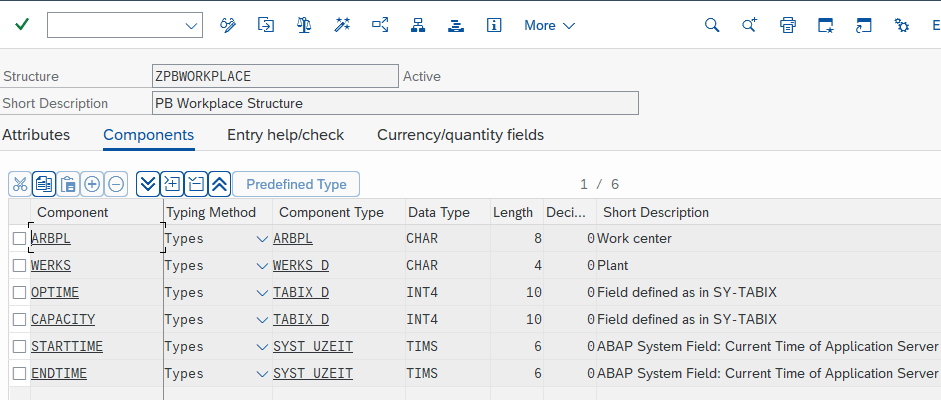 More
E
Structure ZPBWORKPLACE Active
Short Description PB Workplace Structure
Attributes Components Entry help/check Currency/quantity fields
Predefined Type 1 / 6
Component Typing Method Component Type Data Type Length Deci... Short Description
ARBPL Types ARBPL CHAR 8 0 Work center
WERKS Types WERKS_D CHAR 4 0 Plant
OPTIME Types TABIX_D INT4 10 0 Field defined as in SY-TABIX
CAPACITY Types TABIX_D INT4 10 0 Field defined as in SY-TABIX
STARTTIME Types SYST_UZEIT TIMS 6 0 ABAP System Field: Current Time of Application Server
ENDTIME Types SYST_UZEIT TIMS 6 0 ABAP System Field: Current Time of Application Server